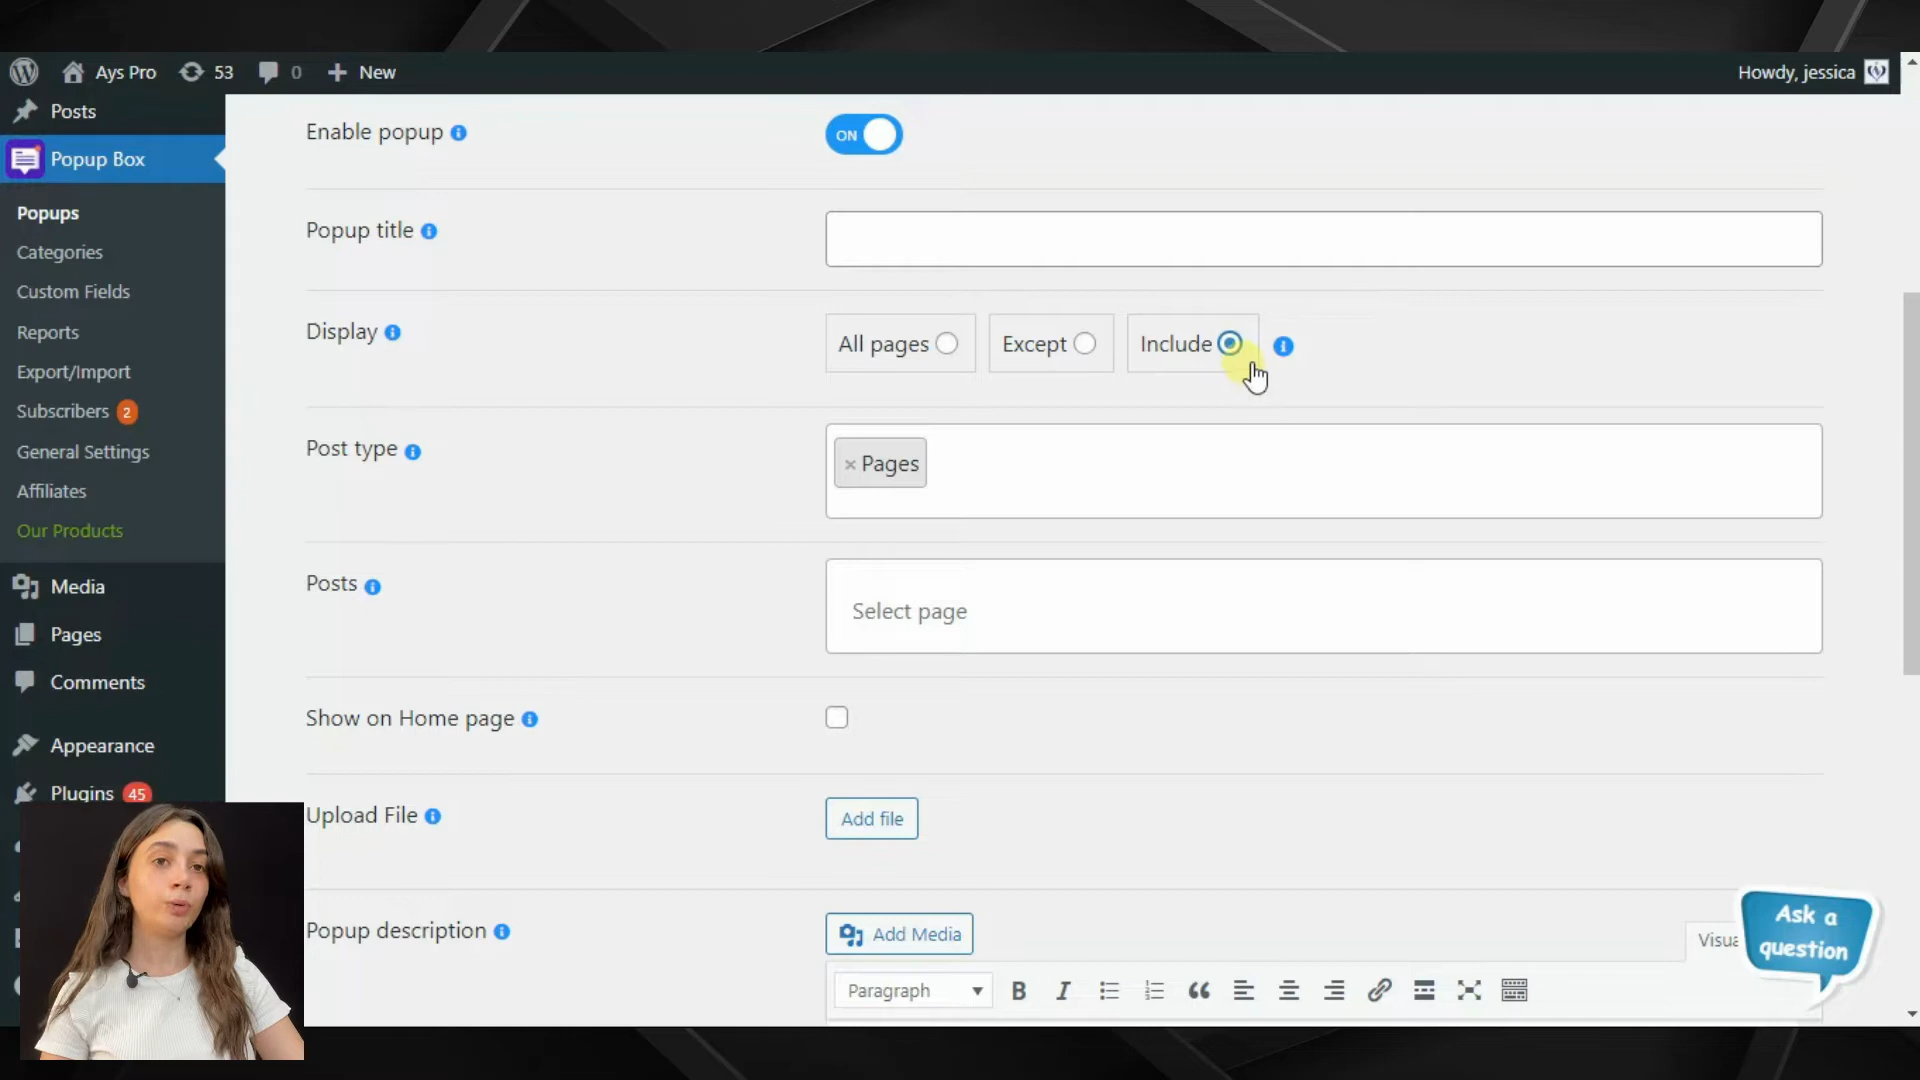 Ays Pro 53 0 New Howdy, jessica
Posts
Popup Box
Popups
Categories
Custom Fields
Reports
Export/Import
Subscribers 2
General Settings
Affiliates
Our Products
Media
Pages
Comments
Appearance
Plugins 45
Enable popup
ON
Popup title
Display
All pages Except Include
Post type
× Pages
Posts
Select page
Show on Home page
Upload File
Add file
Popup description
Add Media
Visua
Paragraph
Ask a
question